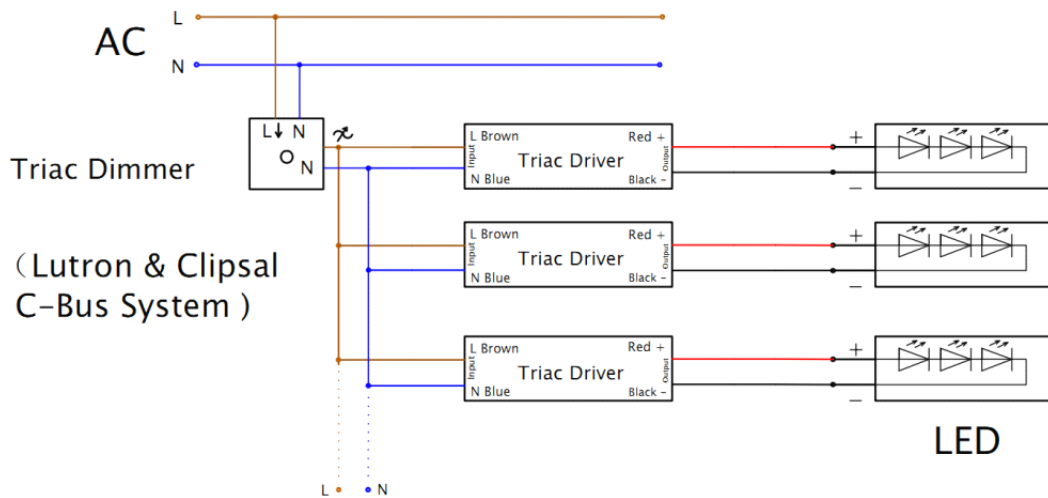 L
AC
N
L N
N
Triac Dimmer
（Lutron & Clipsal
C-Bus System )
L Brown
Input
N Blue
Triac Driver
Red +
Output
Black -
+
−
L Brown
Input
N Blue
Triac Driver
Red +
Output
Black -
+
−
L Brown
Input
N Blue
Triac Driver
Red +
Output
Black -
+
−
LED
L
N